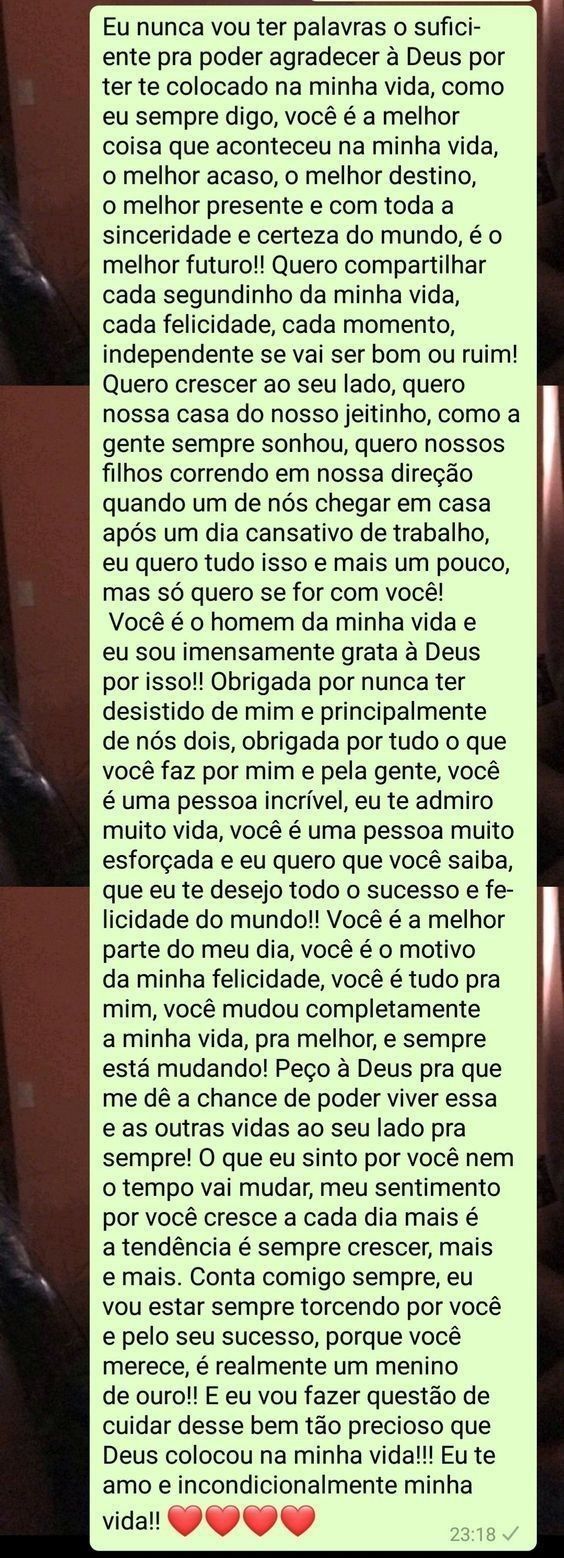 Eu nunca vou ter palavras o sufici-
ente pra poder agradecer à Deus por
ter te colocado na minha vida, como
eu sempre digo, você é a melhor
coisa que aconteceu na minha vida,
o melhor acaso, o melhor destino,
o melhor presente e com toda a
sinceridade e certeza do mundo, é o
melhor futuro!! Quero compartilhar
cada segundinho da minha vida,
cada felicidade, cada momento,
independente se vai ser bom ou ruim!
Quero crescer ao seu lado, quero
nossa casa do nosso jeitinho, como a
gente sempre sonhou, quero nossos
filhos correndo em nossa direção
quando um de nós chegar em casa
após um dia cansativo de trabalho,
eu quero tudo isso e mais um pouco,
mas só quero se for com você!
Você é o homem da minha vida e
eu sou imensamente grata à Deus
por isso!! Obrigada por nunca ter
desistido de mim e principalmente
de nós dois, obrigada por tudo o que
você faz por mim e pela gente, você
é uma pessoa incrível, eu te admiro
muito vida, você é uma pessoa muito
esforçada e eu quero que você saiba,
que eu te desejo todo o sucesso e fe-
licidade do mundo!! Você é a melhor
parte do meu dia, você é o motivo
da minha felicidade, você é tudo pra
mim, você mudou completamente
a minha vida, pra melhor, e sempre
está mudando! Peço à Deus pra que
me dê a chance de poder viver essa
e as outras vidas ao seu lado pra
sempre! O que eu sinto por você nem
o tempo vai mudar, meu sentimento
por você cresce a cada dia mais é
a tendência é sempre crescer, mais
e mais. Conta comigo sempre, eu
vou estar sempre torcendo por você
e pelo seu sucesso, porque você
merece, é realmente um menino
de ouro!! E eu vou fazer questão de
cuidar desse bem tão precioso que
Deus colocou na minha vida!!! Eu te
amo e incondicionalmente minha
vida!! ❤️❤️❤️❤️
23:18 ✓